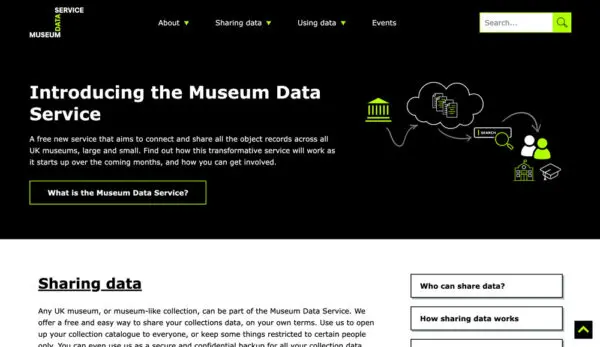 SERVICE
DATA
MUSEUM
About
Sharing data
Using data
Events
Search...
Introducing the Museum Data
Service
A free new service that aims to connect and share all the object records across all
UK museums, large and small. Find out how this transformative service will work as
it starts up over the coming months, and how you can get involved.
SEARCH
What is the Museum Data Service?
Sharing data
Any UK museum, or museum-like collection, can be part of the Museum Data Service. We
offer a free and easy way to share your collections data, on your own terms. Use us to open
up your collection catalogue to everyone, or keep some things restricted to certain people
only. You can even use us as a secure and confidential backup for all your collection data.
Who can share data?
How sharing data works